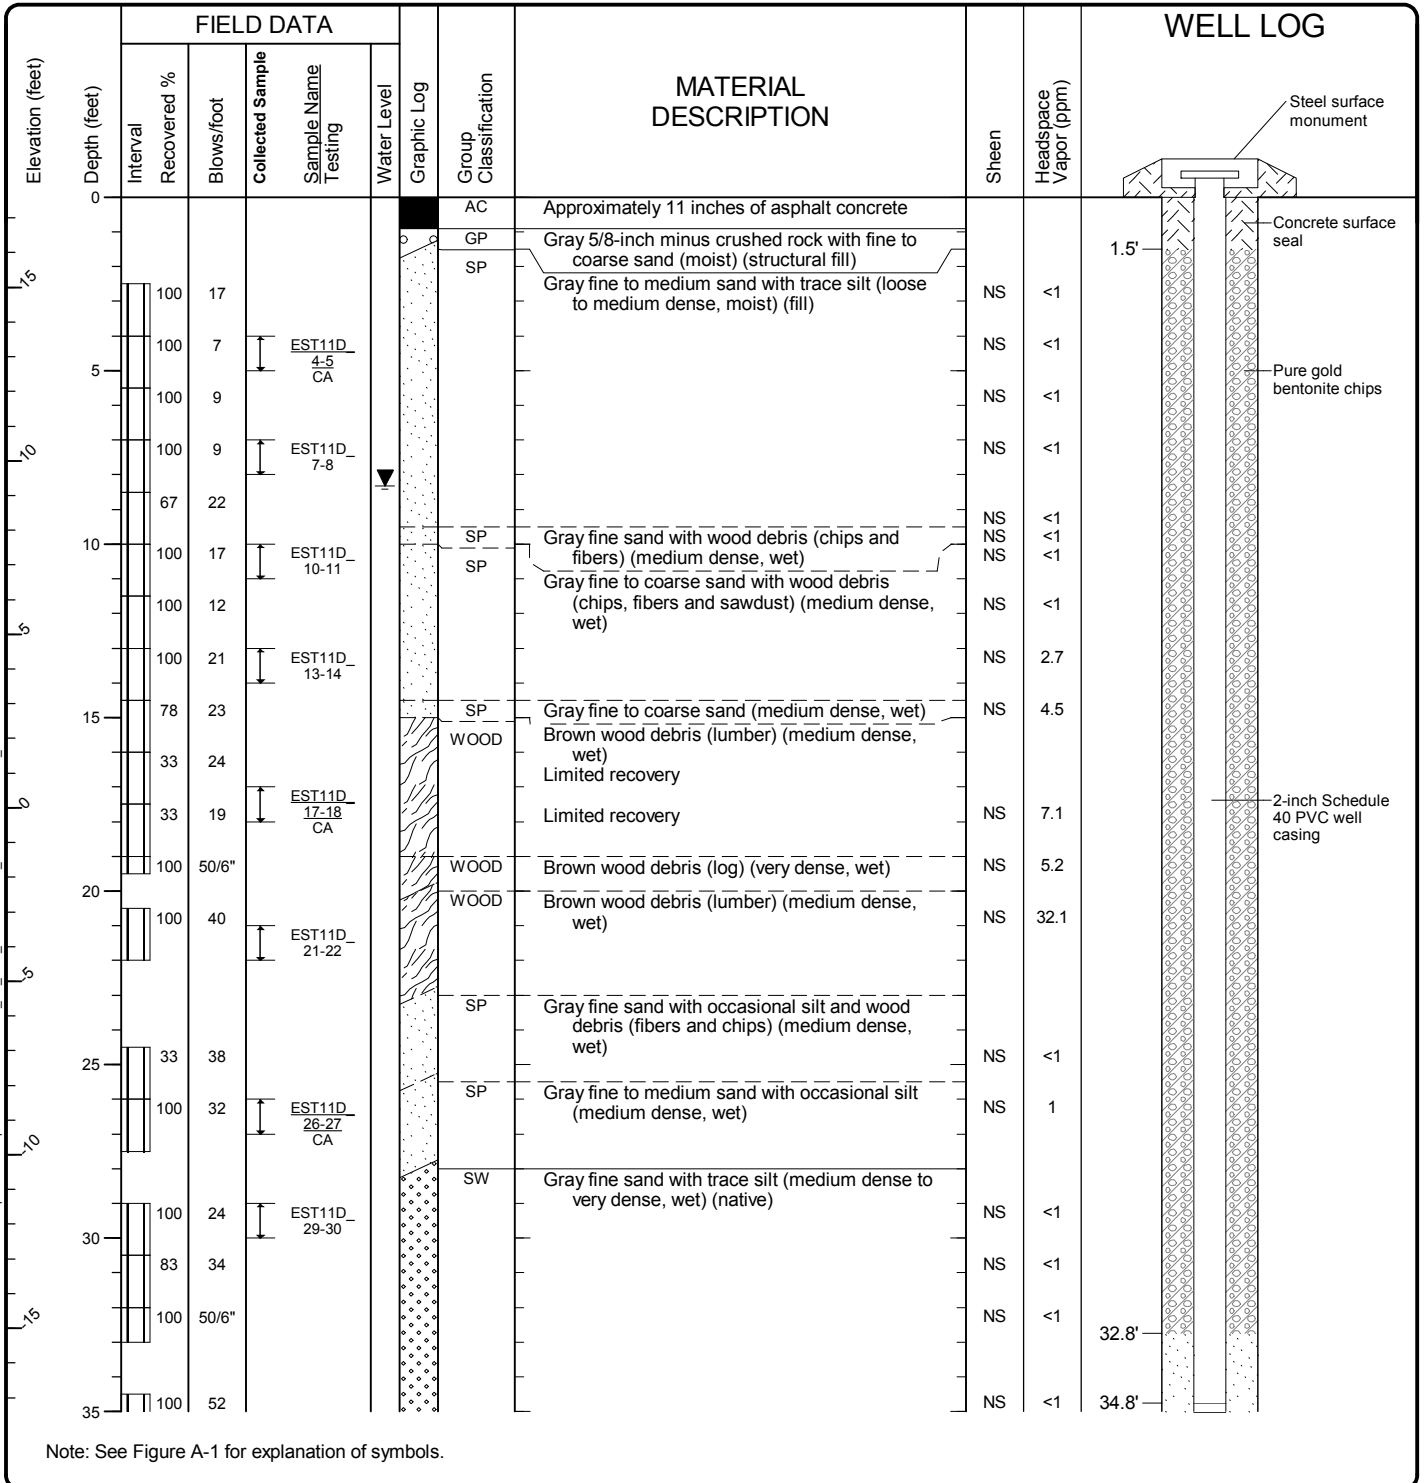 FIELD DATA
WELL LOG
Elevation (feet)
Depth (feet)
Interval
Recovered %
Blows/foot
Collected Sample
Sample Name
Testing
Water Level
Graphic Log
Group
Classification
MATERIAL
DESCRIPTION
Sheen
Headspace
Vapor (ppm)
Steel surface
monument
0
AC
Approximately 11 inches of asphalt concrete
GP
Gray 5/8-inch minus crushed rock with fine to
coarse sand (moist) (structural fill)
Concrete surface
seal
1.5'
SP
Gray fine to medium sand with trace silt (loose
to medium dense, moist) (fill)
15
100 17 NS <1
100 7 NS <1
EST11D_
4-5
CA
5
Pure gold
bentonite chips
100 9 NS <1
100 9 NS <1
EST11D_
7-8
10
67 22
NS <1
SP
Gray fine sand with wood debris (chips and
fibers) (medium dense, wet)
NS <1
10
100 17 NS <1
EST11D_
10-11
SP
Gray fine to coarse sand with wood debris
(chips, fibers and sawdust) (medium dense,
wet)
100 12 NS <1
5
100 21 NS 2.7
EST11D_
13-14
15
78 23 SP Gray fine to coarse sand (medium dense, wet) NS 4.5
WOOD
Brown wood debris (lumber) (medium dense,
wet)
33 24
Limited recovery
0
EST11D_
17-18
CA
33 19 Limited recovery NS 7.1
2-inch Schedule
40 PVC well
casing
100 50/6" WOOD Brown wood debris (log) (very dense, wet) NS 5.2
20
WOOD
Brown wood debris (lumber) (medium dense,
wet)
100 40 NS 32.1
EST11D_
21-22
-5
SP
Gray fine sand with occasional silt and wood
debris (fibers and chips) (medium dense,
wet)
25
33 38 NS <1
SP
Gray fine to medium sand with occasional silt
(medium dense, wet)
100 32 NS 1
EST11D_
26-27
CA
-10
SW
Gray fine sand with trace silt (medium dense to
very dense, wet) (native)
100 24 NS <1
EST11D_
29-30
30
83 34 NS <1
-15
100 50/6" NS <1
32.8'
35
100 52 NS <1
34.8'
Note: See Figure A-1 for explanation of symbols.